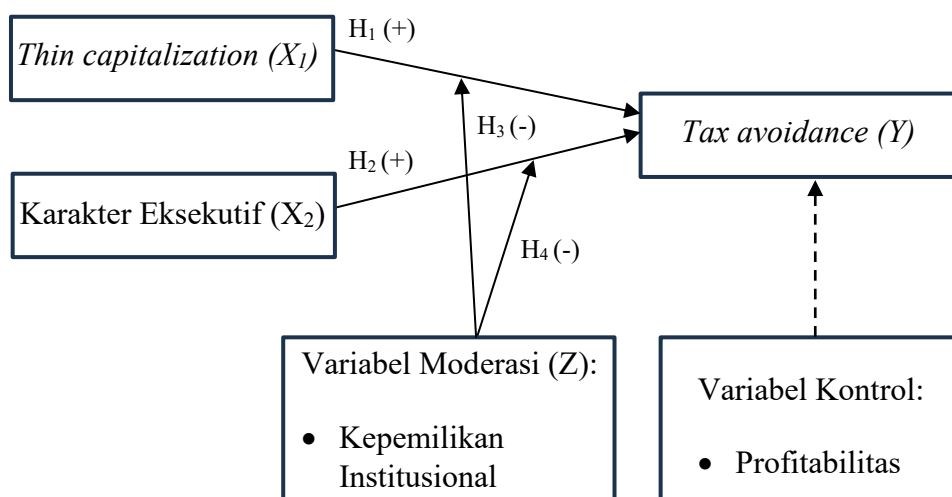 H₁ (+)
Thin capitalization (X₁)
H₃ (-)
Tax avoidance (Y)
H₂ (+)
Karakter Eksekutif (X₂)
H₄ (-)
Variabel Moderasi (Z):
• Kepemilikan
Institusional
Variabel Kontrol:
• Profitabilitas